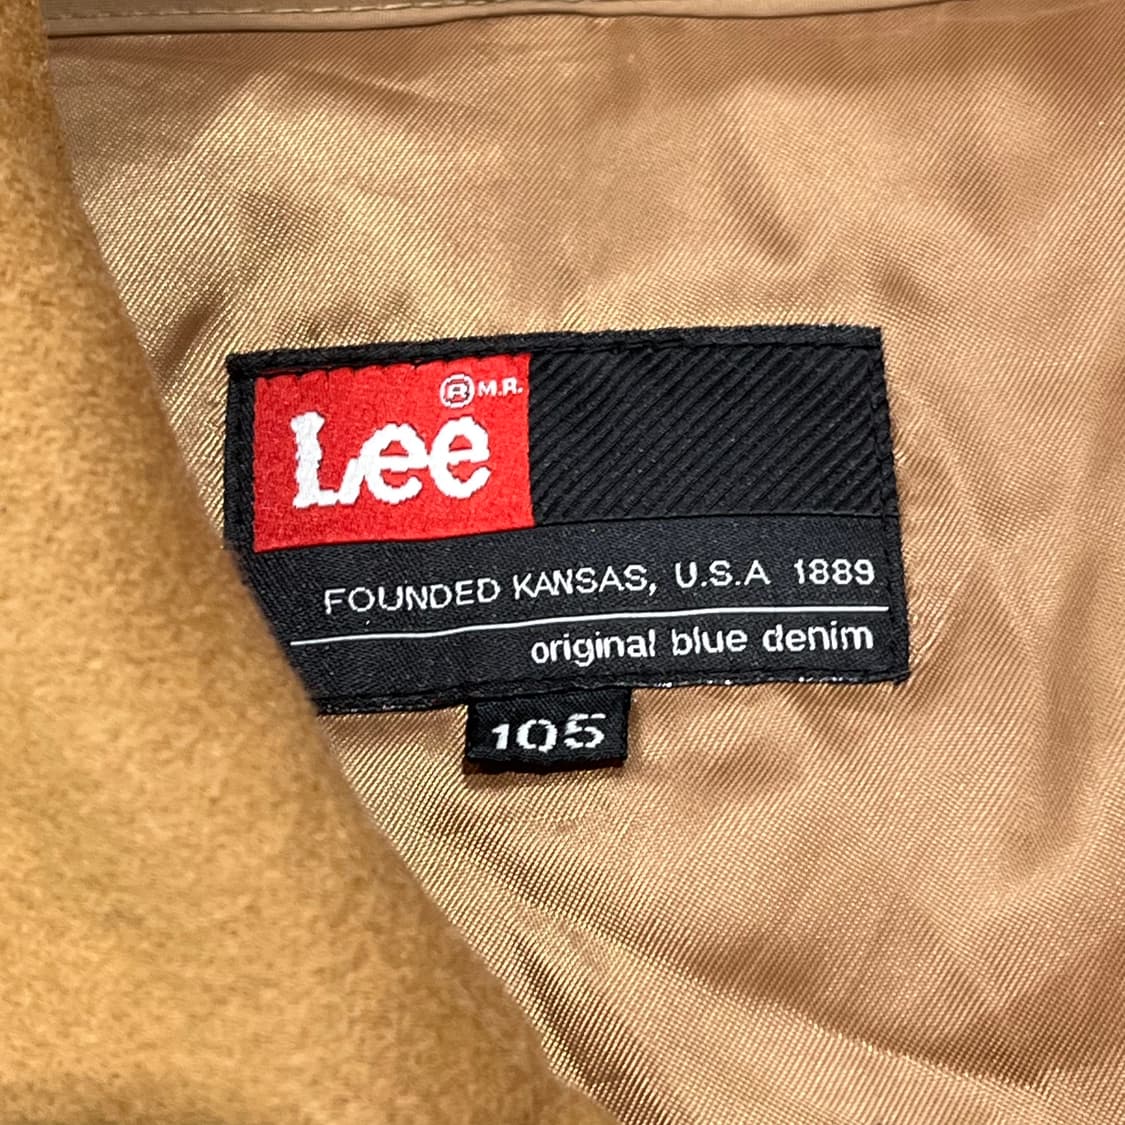 ® M.R.
Lee
FOUNDED KANSAS, U.S.A 1889
original blue denim
105